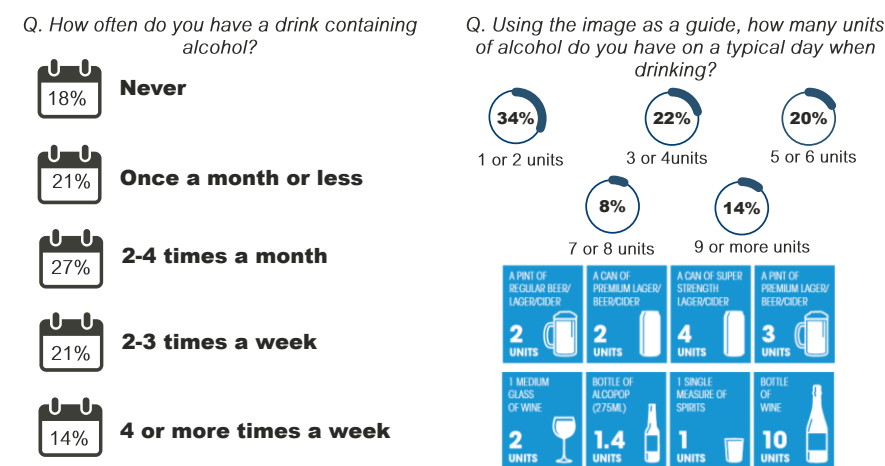 Q. How often do you have a drink containing
alcohol?
18%
Never
21%
Once a month or less
27%
2-4 times a month
21%
2-3 times a week
14%
4 or more times a week
Q. Using the image as a guide, how many units
of alcohol do you have on a typical day when
drinking?
34%
1 or 2 units
22%
3 or 4units
20%
5 or 6 units
8%
7 or 8 units
14%
9 or more units
A PINT OF
REGULAR BEER/
LAGER/CIDER
2
UNITS
A CAN OF
PREMIUM LAGER/
BEER/CIDER
2
UNITS
A CAN OF SUPER
STRENGTH
LAGER/CIDER
4
UNITS
A PINT OF
PREMIUM LAGER/
BEER/CIDER
3
UNITS
1 MEDIUM
GLASS
OF WINE
2
UNITS
BOTTLE OF
ALCOPOP
(275ML)
1.4
UNITS
1 SINGLE
MEASURE OF
SPIRITS
1
UNITS
BOTTLE
OF
WINE
10
UNITS